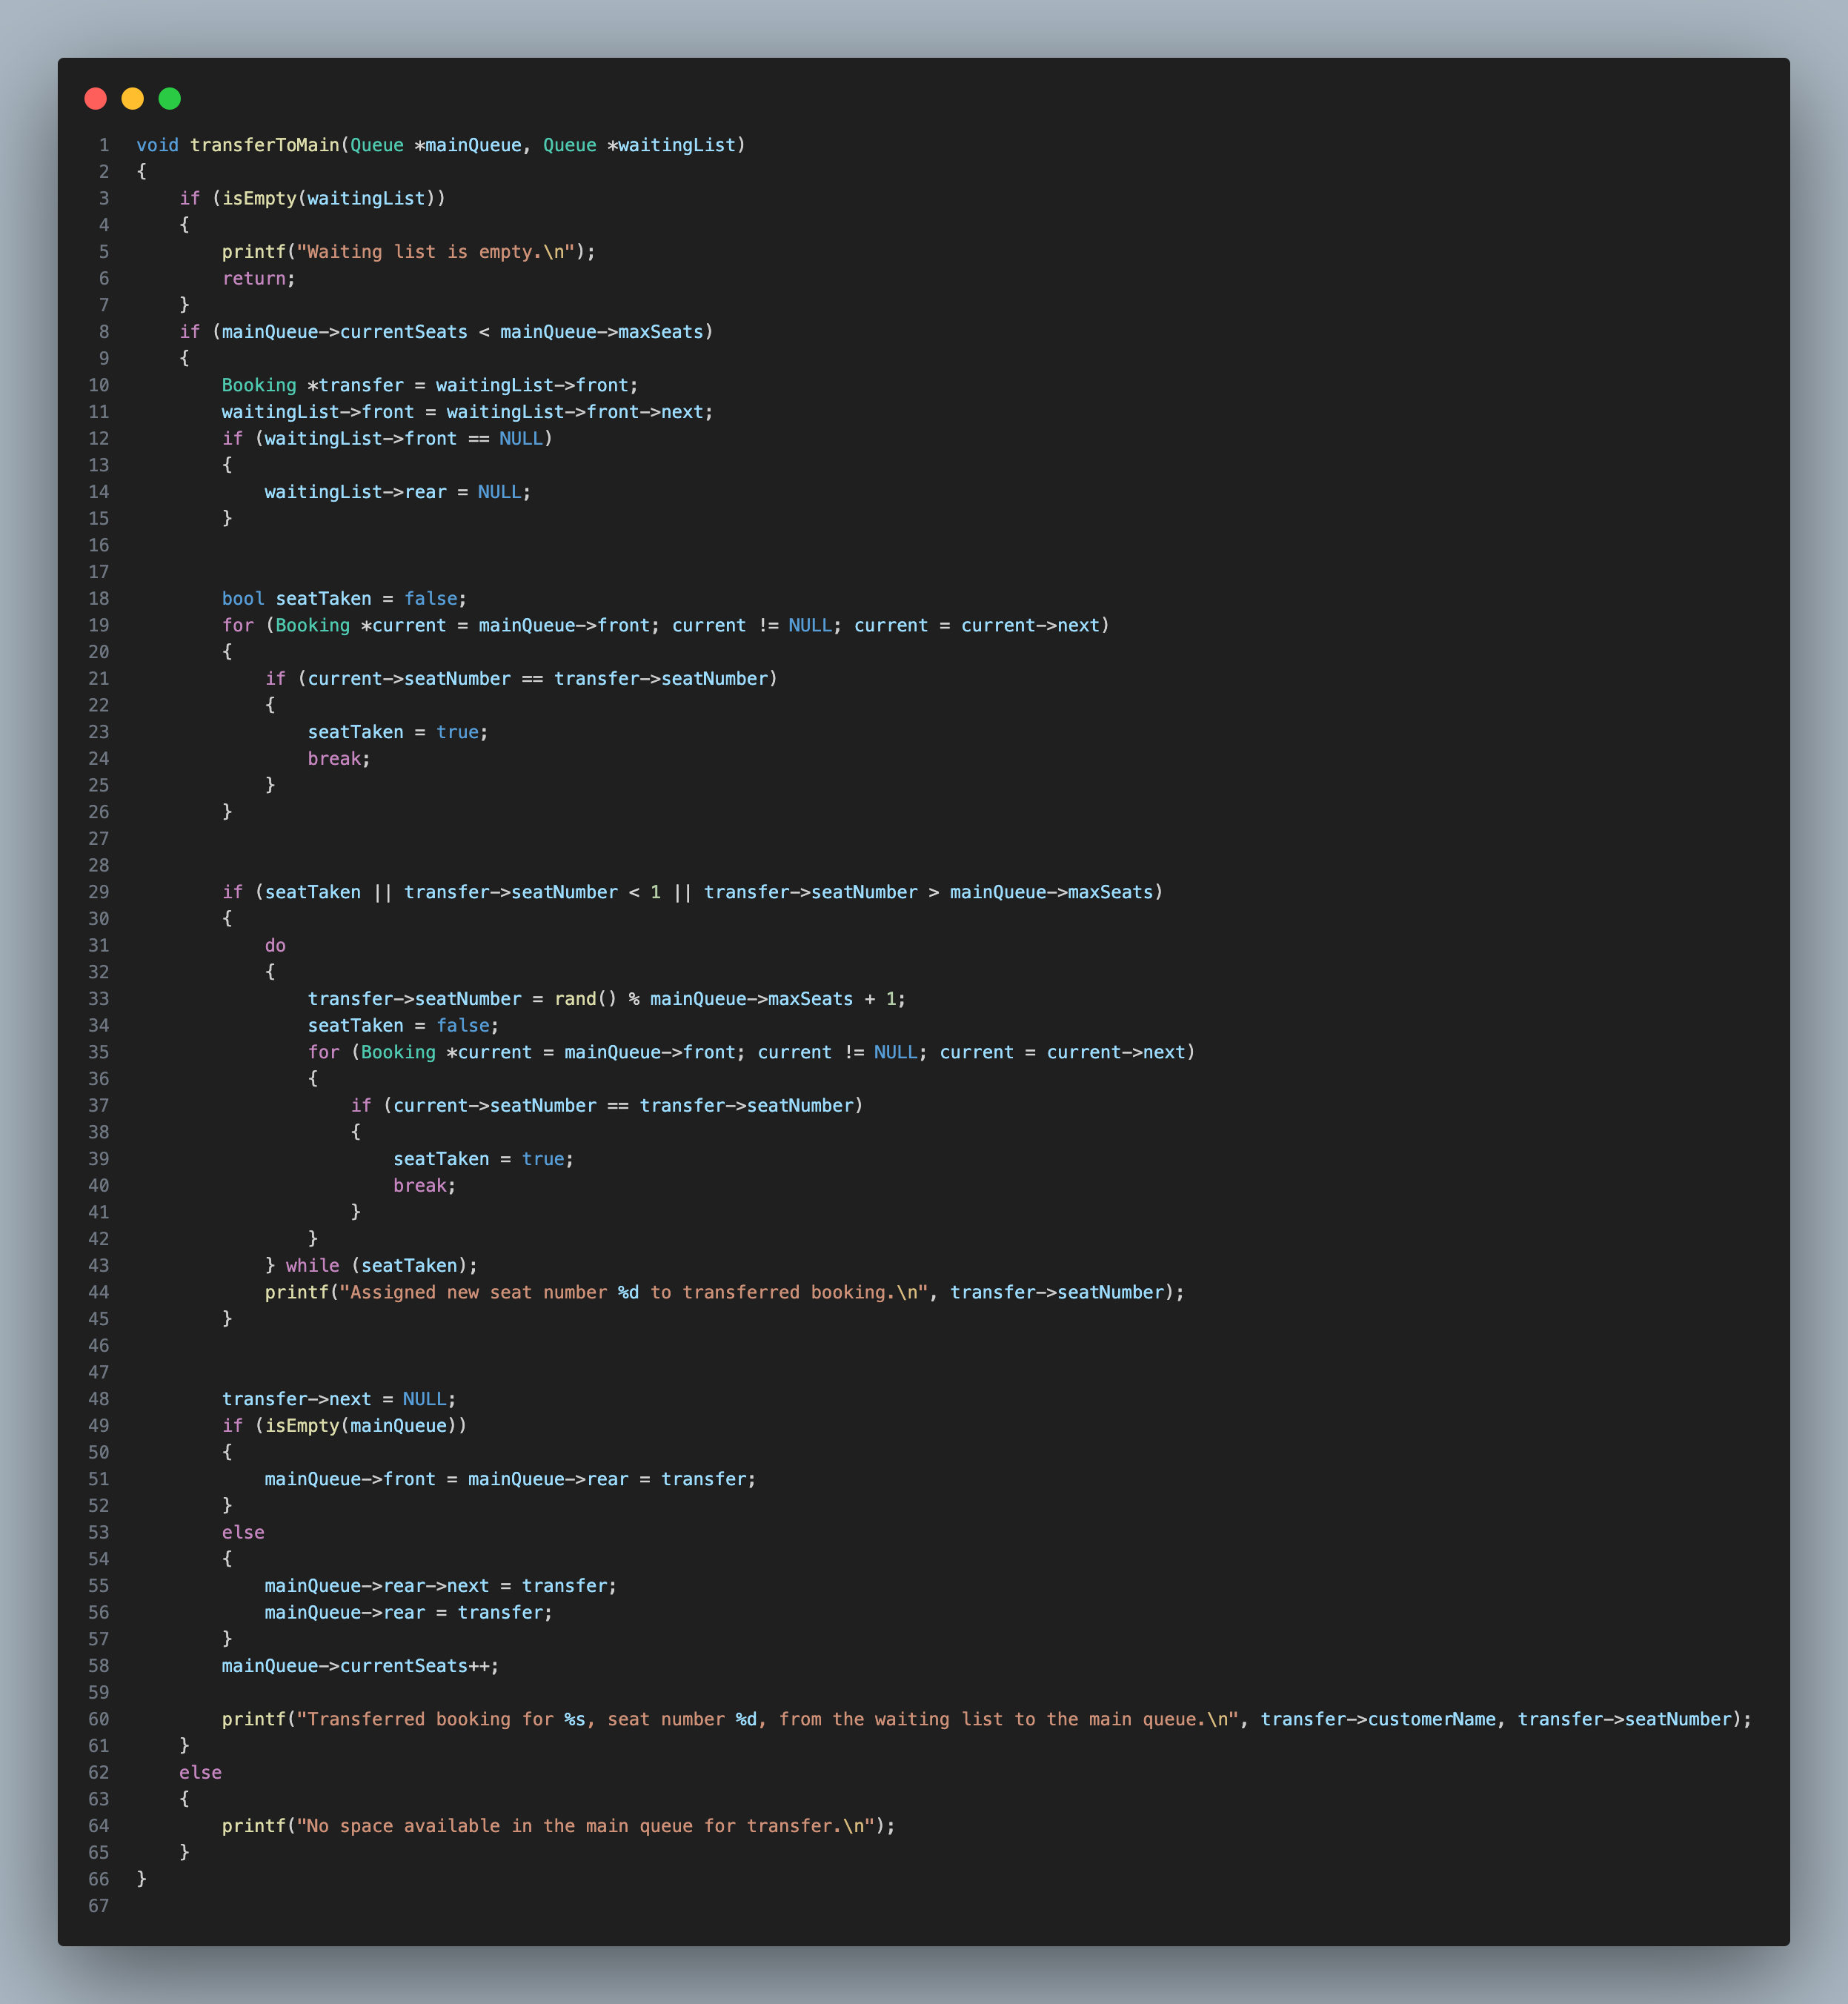 1 void transferToMain(Queue *mainQueue, Queue *waitingList)
2 {
3     if (isEmpty(waitingList))
4     {
5         printf("Waiting list is empty.\n");
6         return;
7     }
8     if (mainQueue->currentSeats < mainQueue->maxSeats)
9     {
10         Booking *transfer = waitingList->front;
11         waitingList->front = waitingList->front->next;
12         if (waitingList->front == NULL)
13         {
14             waitingList->rear = NULL;
15         }
16
17
18         bool seatTaken = false;
19         for (Booking *current = mainQueue->front; current != NULL; current = current->next)
20         {
21             if (current->seatNumber == transfer->seatNumber)
22             {
23                 seatTaken = true;
24                 break;
25             }
26         }
27
28
29         if (seatTaken || transfer->seatNumber < 1 || transfer->seatNumber > mainQueue->maxSeats)
30         {
31             do
32             {
33                 transfer->seatNumber = rand() % mainQueue->maxSeats + 1;
34                 seatTaken = false;
35                 for (Booking *current = mainQueue->front; current != NULL; current = current->next)
36                 {
37                     if (current->seatNumber == transfer->seatNumber)
38                     {
39                         seatTaken = true;
40                         break;
41                     }
42                 }
43             } while (seatTaken);
44             printf("Assigned new seat number %d to transferred booking.\n", transfer->seatNumber);
45         }
46
47
48         transfer->next = NULL;
49         if (isEmpty(mainQueue))
50         {
51             mainQueue->front = mainQueue->rear = transfer;
52         }
53         else
54         {
55             mainQueue->rear->next = transfer;
56             mainQueue->rear = transfer;
57         }
58         mainQueue->currentSeats++;
59
60         printf("Transferred booking for %s, seat number %d, from the waiting list to the main queue.\n", transfer->customerName, transfer->seatNumber);
61     }
62     else
63     {
64         printf("No space available in the main queue for transfer.\n");
65     }
66 }
67